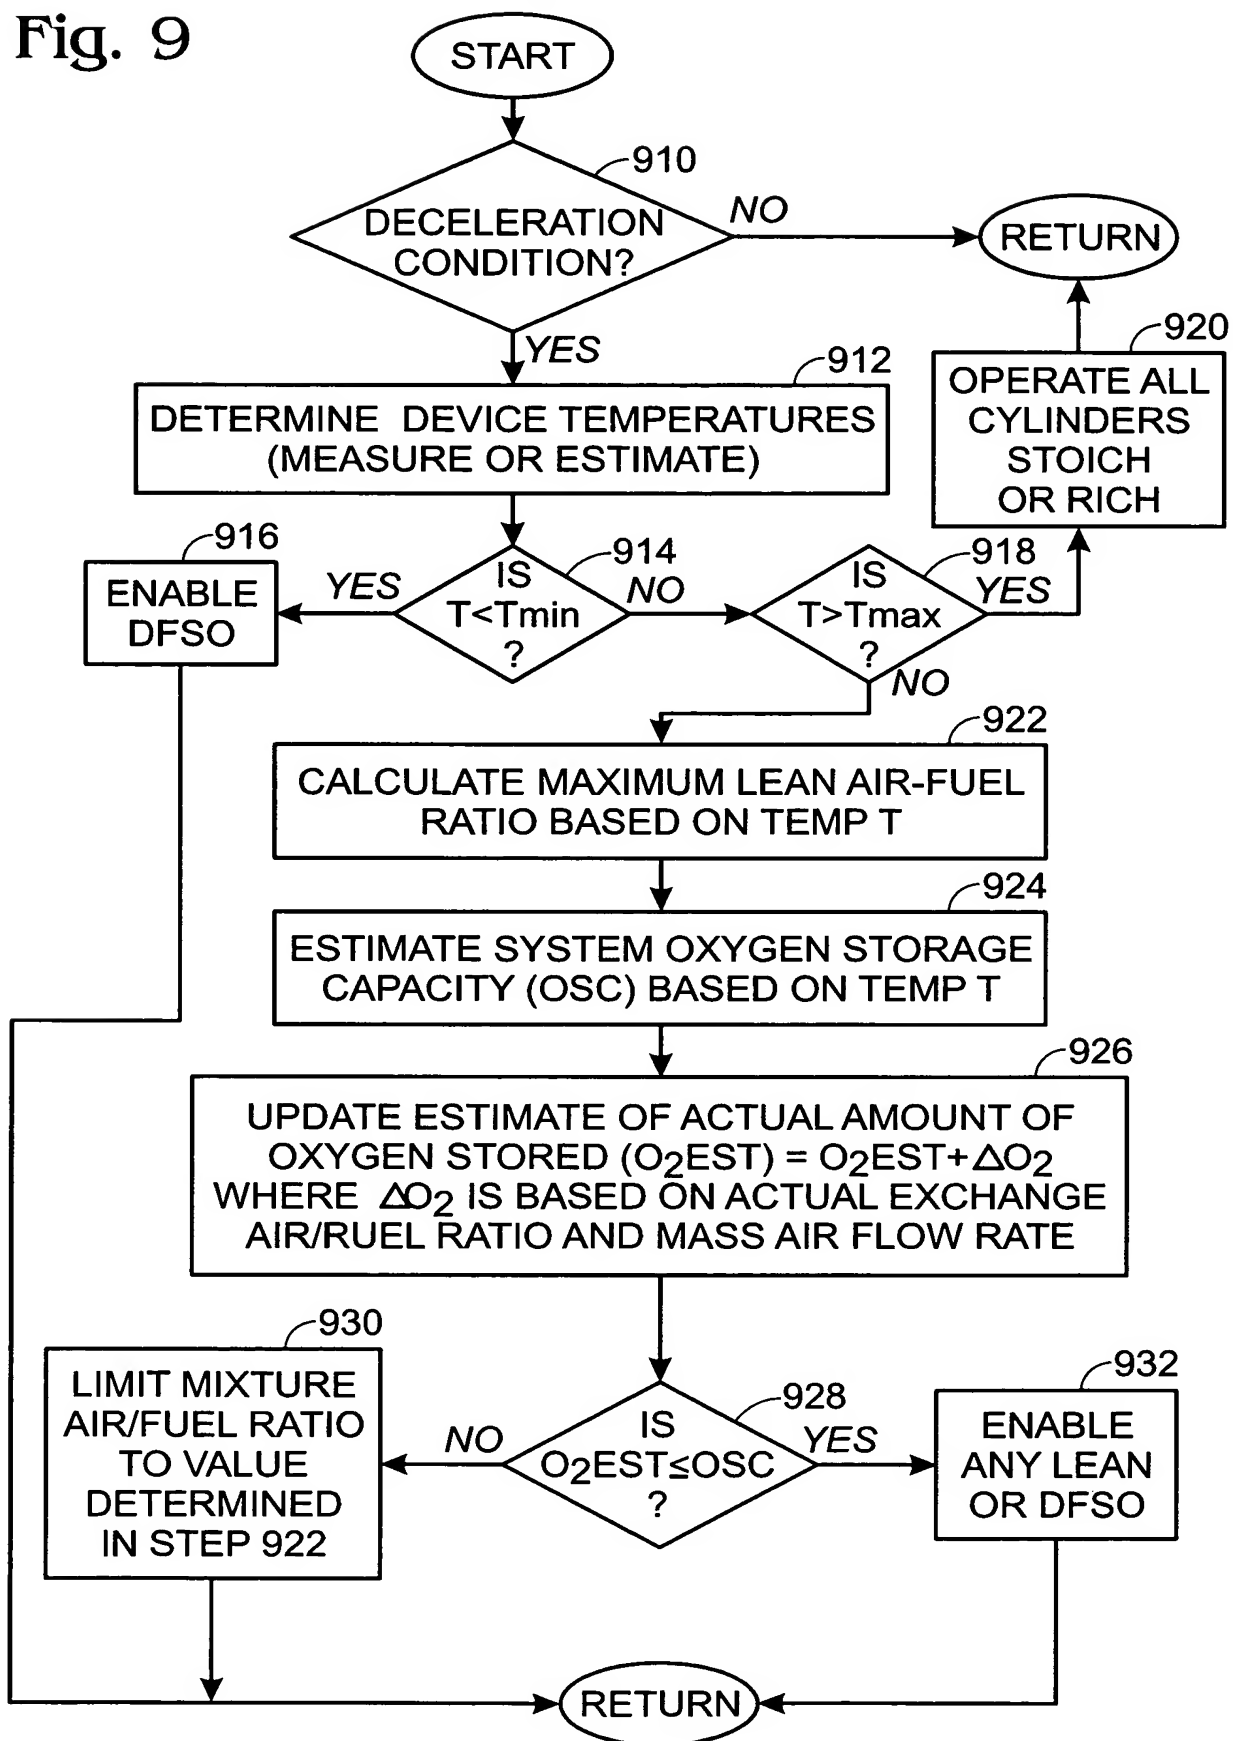 Fig. 9
START
910
DECELERATION
CONDITION?
NO
RETURN
YES
912
DETERMINE DEVICE TEMPERATURES
(MEASURE OR ESTIMATE)
920
OPERATE ALL
CYLINDERS
STOICH
OR RICH
916
ENABLE
DFSO
YES
914
IS
T<Tmin
?
NO
918
IS
T>Tmax
?
YES
NO
922
CALCULATE MAXIMUM LEAN AIR-FUEL
RATIO BASED ON TEMP T
924
ESTIMATE SYSTEM OXYGEN STORAGE
CAPACITY (OSC) BASED ON TEMP T
926
UPDATE ESTIMATE OF ACTUAL AMOUNT OF
OXYGEN STORED (O₂EST) = O₂EST+ΔO₂
WHERE ΔO₂ IS BASED ON ACTUAL EXCHANGE
AIR/RUEL RATIO AND MASS AIR FLOW RATE
930
LIMIT MIXTURE
AIR/FUEL RATIO
TO VALUE
DETERMINED
IN STEP 922
NO
928
IS
O₂EST≤OSC
?
YES
932
ENABLE
ANY LEAN
OR DFSO
RETURN